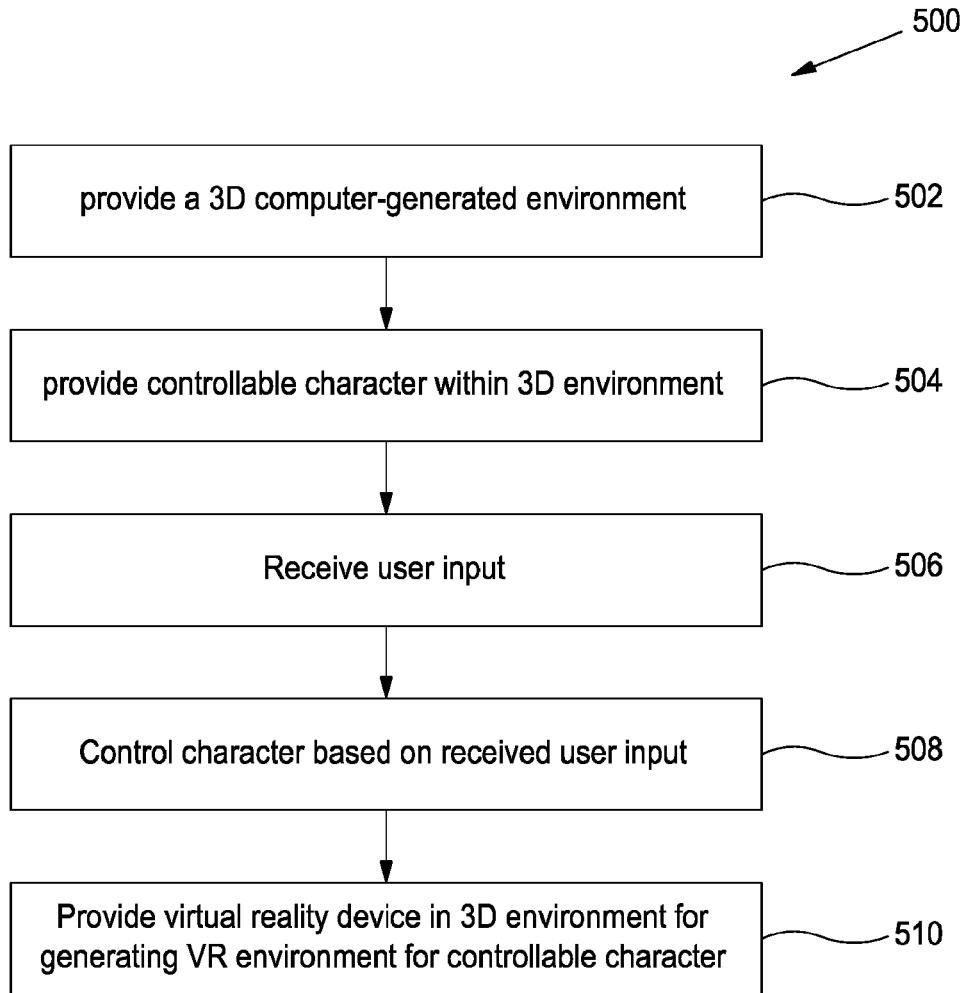 500
provide a 3D computer-generated environment
502
provide controllable character within 3D environment
504
Receive user input
506
Control character based on received user input
508
Provide virtual reality device in 3D environment for
generating VR environment for controllable character
510